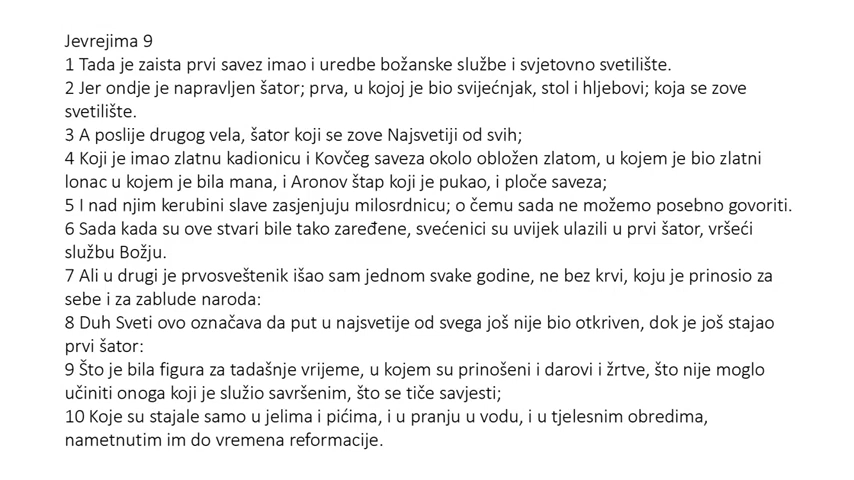 Jevrejima 9
1 Tada je zaista prvi savez imao i uredbe božanske službe i svjetovno svetilište.
2 Jer ondje je napravljen šator; prva, u kojoj je bio svijećnjak, stol i hljebovi; koja se zove
svetilište.
3 A poslije drugog vela, šator koji se zove Najsvetiji od svih;
4 Koji je imao zlatnu kadionicu i Kovčeg saveza okolo obložen zlatom, u kojem je bio zlatni
lonac u kojem je bila mana, i Aronov štap koji je pukao, i ploče saveza;
5 I nad njim kerubini slave zasjenjuju milosrdnicu; o čemu sada ne možemo posebno govoriti.
6 Sada kada su ove stvari bile tako zaređene, svećenici su uvijek ulazili u prvi šator, vršeći
službu Božju.
7 Ali u drugi je prvosveštenik išao sam jednom svake godine, ne bez krvi, koju je prinosio za
sebe i za zablude naroda:
8 Duh Sveti ovo označava da put u najsvetije od svega još nije bio otkriven, dok je još stajao
prvi šator:
9 Što je bila figura za tadašnje vrijeme, u kojem su prinošeni i darovi i žrtve, što nije moglo
učiniti onoga koji je služio savršenim, što se tiče savjesti;
10 Koje su stajale samo u jelima i pićima, i u pranju u vodu, i u tjelesnim obredima,
nametnutim im do vremena reformacije.